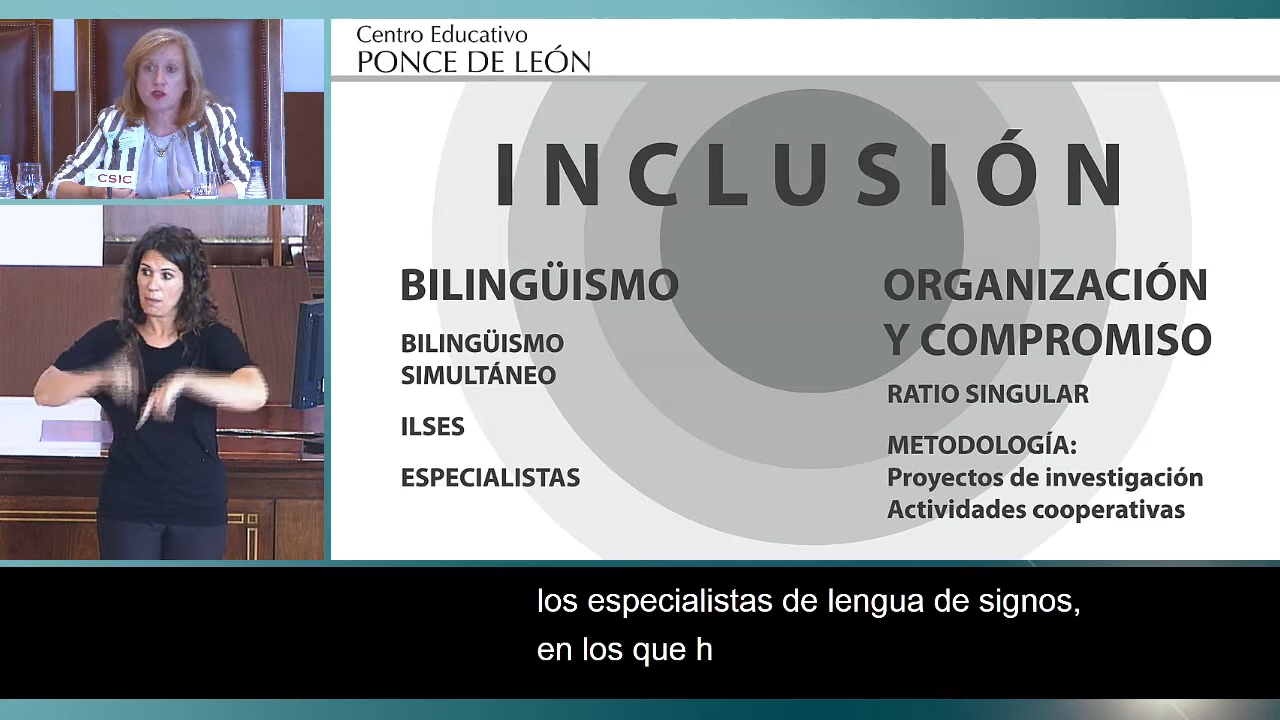 Centro Educativo
PONCE DE LEÓN
INCLUSIÓN
BILINGÜISMO
BILINGÜISMO
SIMULTÁNEO
ILSES
ESPECIALISTAS
ORGANIZACIÓN
Y COMPROMISO
RATIO SINGULAR
METODOLOGÍA:
Proyectos de investigación
Actividades cooperativas
CSIC
los especialistas de lengua de signos,
en los que h